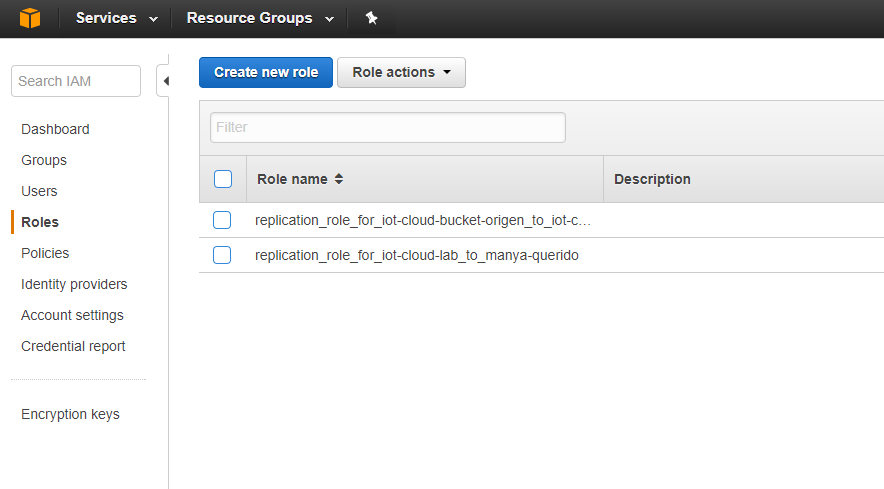 Services Resource Groups
Search IAM
Create new role Role actions
Filter
Dashboard
Groups
Users
Roles
Policies
Identity providers
Account settings
Credential report
Encryption keys
Role name Description
replication_role_for_iot-cloud-bucket-origen_to_iot-c...
replication_role_for_iot-cloud-lab_to_manya-querido